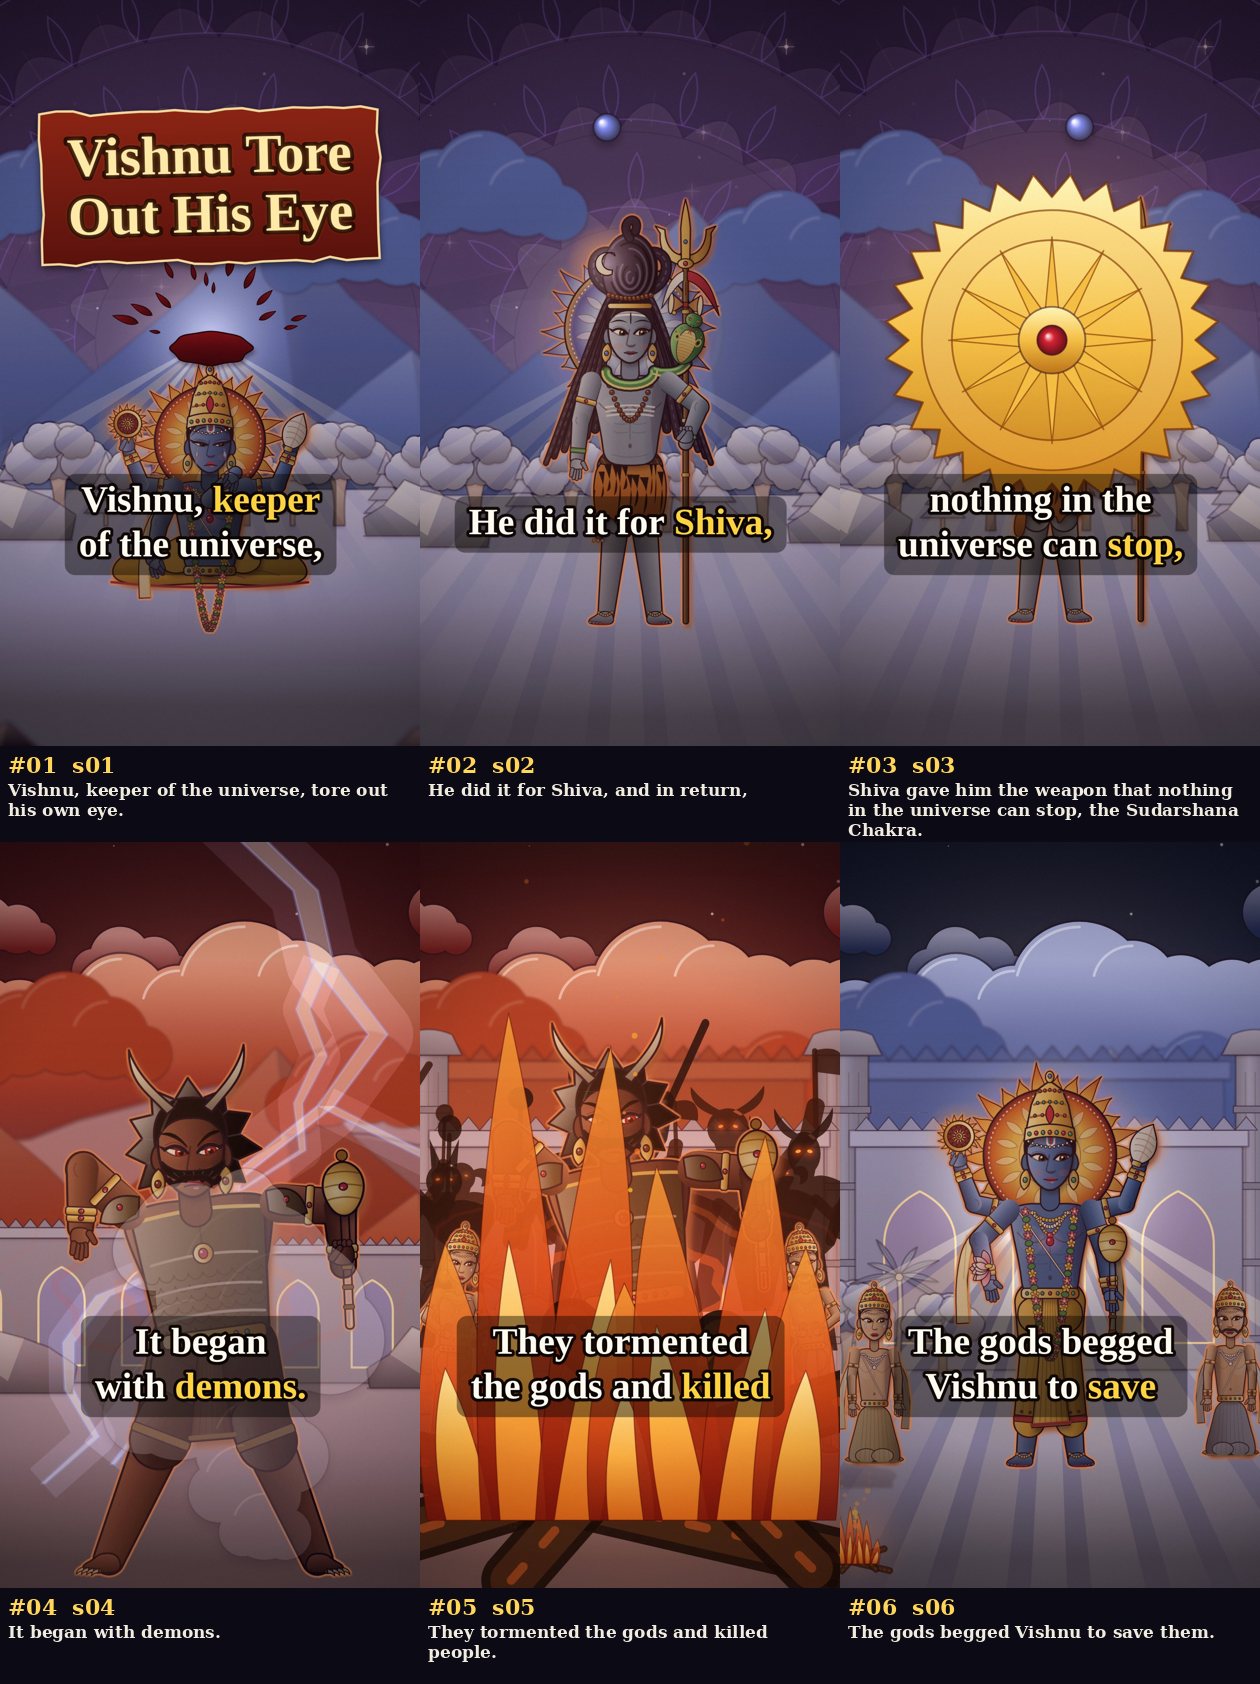 Vishnu Tore
Out His Eye
Vishnu, keeper
of the universe,
He did it for Shiva,
nothing in the
universe can stop,
#01 s01
Vishnu, keeper of the universe, tore out
his own eye.
#02 s02
He did it for Shiva, and in return,
#03 s03
Shiva gave him the weapon that nothing
in the universe can stop, the Sudarshana
Chakra.
It began
with demons.
They tormented
the gods and killed
The gods begged
Vishnu to save
#04 s04
It began with demons.
#05 s05
They tormented the gods and killed
people.
#06 s06
The gods begged Vishnu to save them.